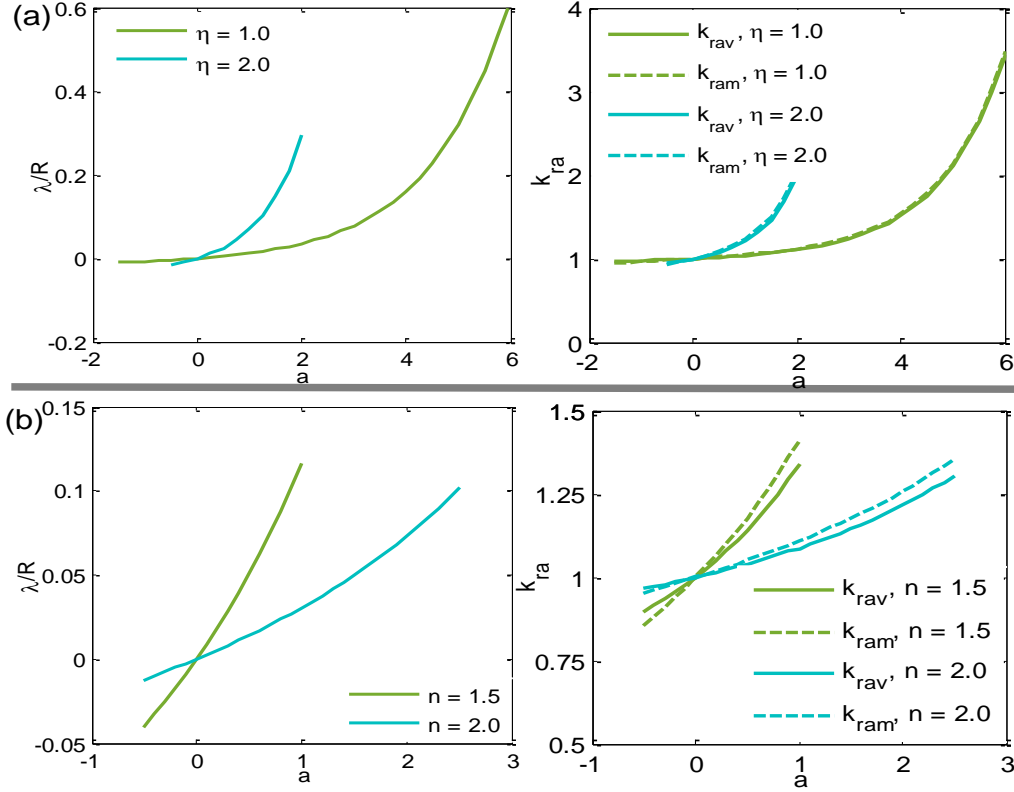 (a)
0.6
0.4
0.2
0
-0.2
λ/R
η = 1.0
η = 2.0
-2 0 2 4 6
a
4
3
2
1
0
k_ra
k_rav, η = 1.0
k_ram, η = 1.0
k_rav, η = 2.0
k_ram, η = 2.0
-2 0 2 4 6
a
(b)
0.15
0.1
0.05
0
-0.05
λ/R
n = 1.5
n = 2.0
-1 0 1 2 3
a
1.5
1.25
1
0.75
0.5
k_ra
k_rav, n = 1.5
k_ram, n = 1.5
k_rav, n = 2.0
k_ram, n = 2.0
-1 0 1 2 3
a